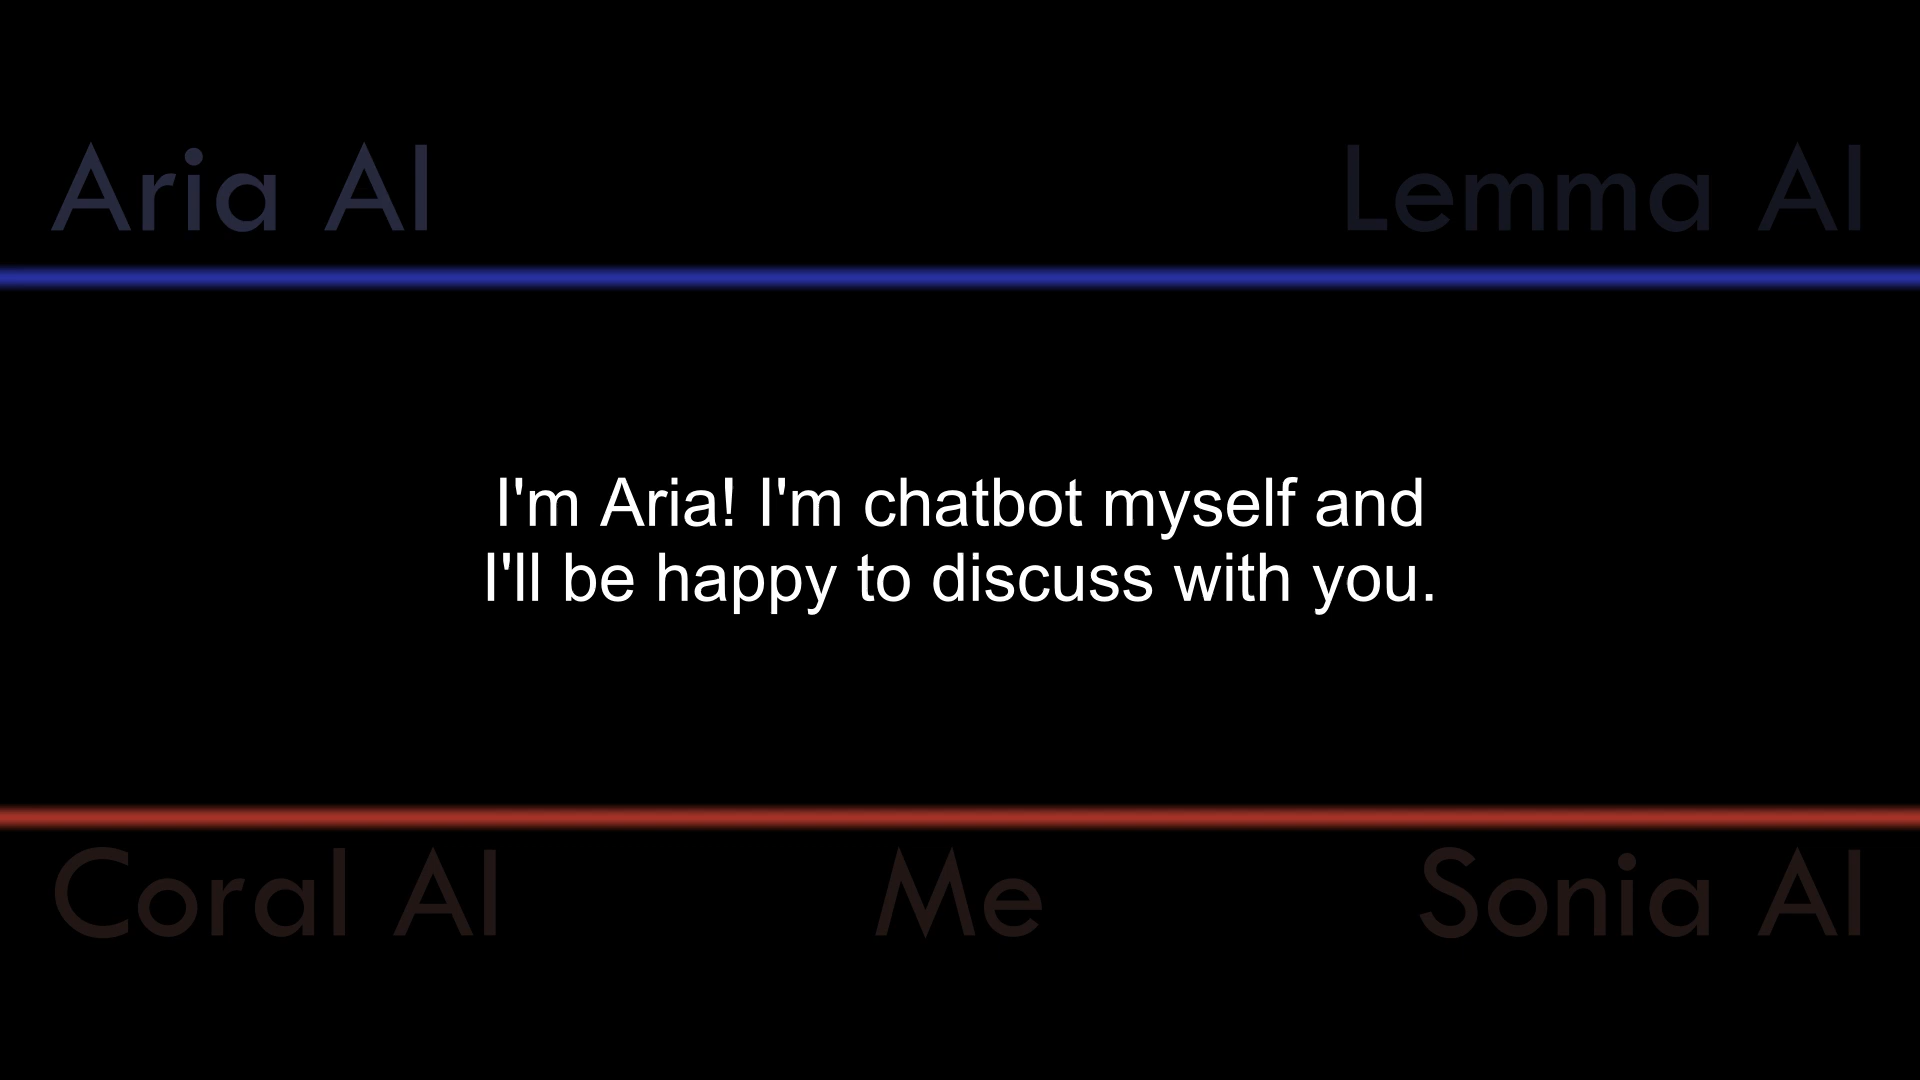 Aria AI
Lemma AI
I'm Aria! I'm chatbot myself and
I'll be happy to discuss with you.
Coral AI
Me
Sonia AI